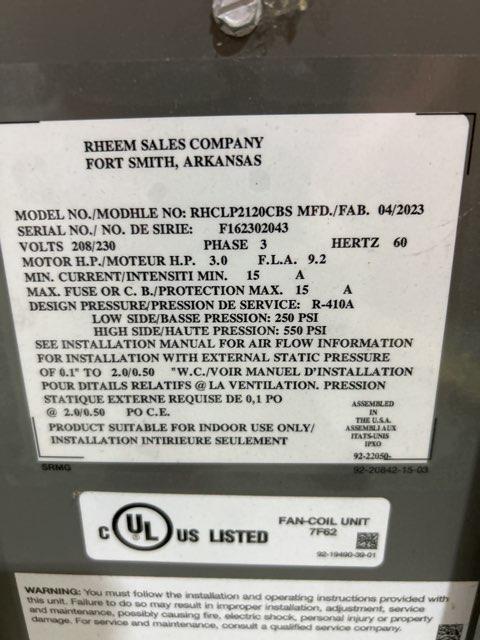 RHEEM SALES COMPANY
FORT SMITH, ARKANSAS
MODEL NO./MODHLE NO: RHCLP2120CBS MFD./FAB. 04/2023
SERIAL NO./ NO. DE SIRIE: F162302043
VOLTS 208/230 PHASE 3 HERTZ 60
MOTOR H.P./MOTEUR H.P. 3.0 F.L.A. 9.2
MIN. CURRENT/INTENSITI MIN. 15 A
MAX. FUSE OR C. B./PROTECTION MAX. 15 A
DESIGN PRESSURE/PRESSION DE SERVICE: R-410A
LOW SIDE/BASSE PRESSION: 250 PSI
HIGH SIDE/HAUTE PRESSION: 550 PSI
SEE INSTALLATION MANUAL FOR AIR FLOW INFORMATION
FOR INSTALLATION WITH EXTERNAL STATIC PRESSURE
OF 0.1" TO 2.0/0.50 "W.C./VOIR MANUEL D'INSTALLATION
POUR DITAILS RELATIFS @ LA VENTILATION. PRESSION
STATIQUE EXTERNE REQUISE DE 0,1 PO
@ 2.0/0.50 PO C.E.
PRODUCT SUITABLE FOR INDOOR USE ONLY/
INSTALLATION INTIRIEURE SEULEMENT
ASSEMBLED
IN
THE U.S.A.
ASSEMBLI AUX
ITATS-UNIS
IPXO
92-22050-
SRMG 92-20842-15-03
C UL US LISTED
FAN-COIL UNIT
7F62
92-19490-39-01
WARNING: You must follow the installation and operating instructions provided with
this unit. Failure to do so may result in improper installation, adjustment, service
and maintenance, possibly causing fire, electric shock, personal injury or property
damage. For service and maintenance, consult a qualified service company.